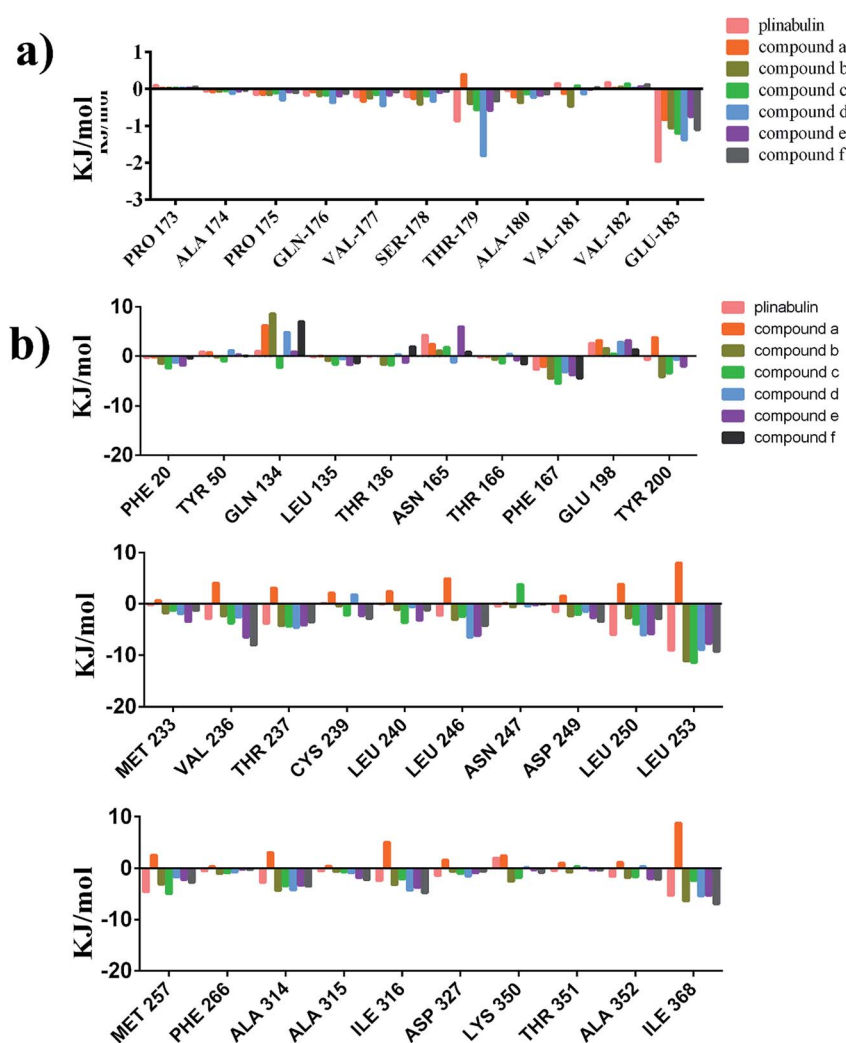 a)
KJ/mol
KJ/mol
1
0
-1
-2
-3
PRO 173
ALA 174
PRO 175
GLN-176
VAL-177
SER-178
THR-179
ALA-180
VAL-181
VAL-182
GLU-183
plinabulin
compound a
compound b
compound c
compound d
compound e
compound f
b)
KJ/mol
10
0
-10
-20
PHE 20
TYR 50
GLN 134
LEU 135
THR 136
ASN 165
THR 166
PHE 167
GLU 198
TYR 200
plinabulin
compound a
compound b
compound c
compound d
compound e
compound f
KJ/mol
10
0
-10
-20
MET 233
VAL 236
THR 237
CYS 239
LEU 240
LEU 246
ASN 247
ASP 249
LEU 250
LEU 253
KJ/mol
10
0
-10
-20
MET 257
PHE 266
ALA 314
ALA 315
ILE 316
ASP 327
LYS 350
THR 351
ALA 352
ILE 368